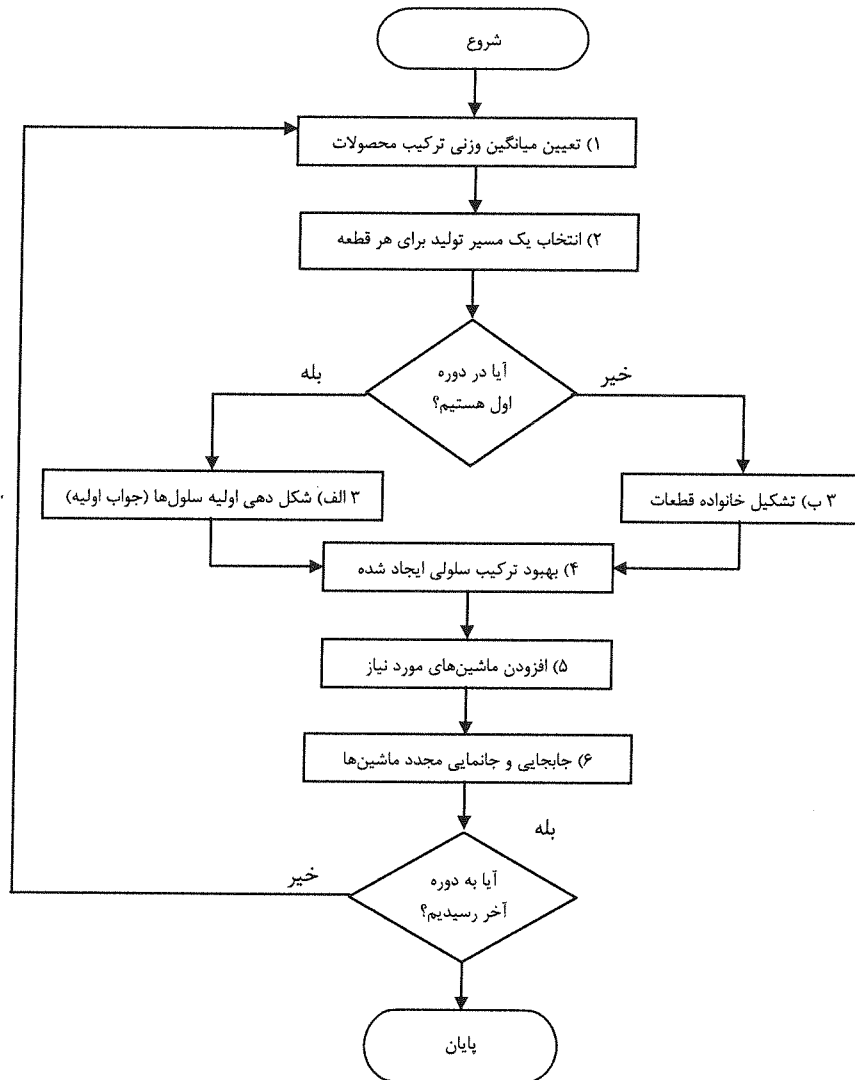 شروع
۱) تعیین میانگین وزنی ترکیب محصولات
۲) انتخاب یک مسیر تولید برای هر قطعه
آیا در دوره
اول هستیم؟
خیر
بله
۳ ب) تشکیل خانواده قطعات
۳ الف) شکل دهی اولیه سلول‌ها (جواب اولیه)
۴) بهبود ترکیب سلولی ایجاد شده
۵) افزودن ماشین‌های مورد نیاز
۶) جابجایی و جانمایی مجدد ماشین‌ها
بله
آیا به دوره
آخر رسیدیم؟
خیر
پایان